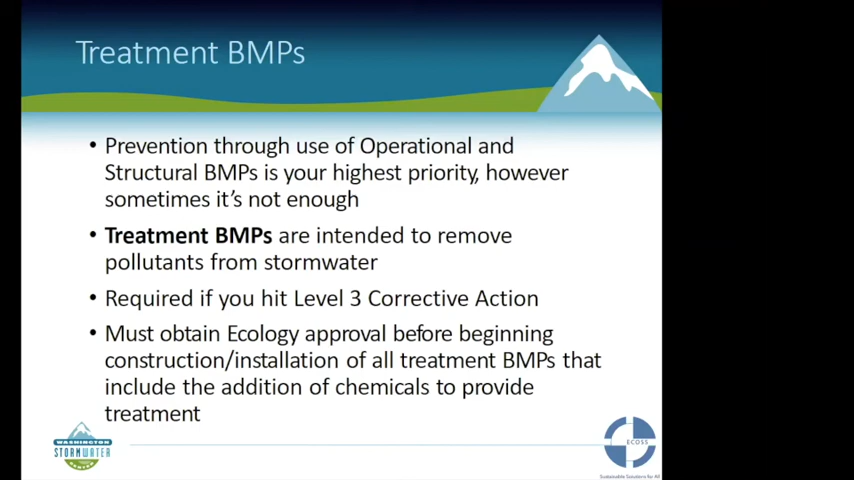 Treatment BMPs
• Prevention through use of Operational and
Structural BMPs is your highest priority, however
sometimes it's not enough
• Treatment BMPs are intended to remove
pollutants from stormwater
• Required if you hit Level 3 Corrective Action
• Must obtain Ecology approval before beginning
construction/installation of all treatment BMPs that
include the addition of chemicals to provide
treatment
WASHINGTON
STORMWATER
CENTER
ECOSS
Sustainable Solutions for All